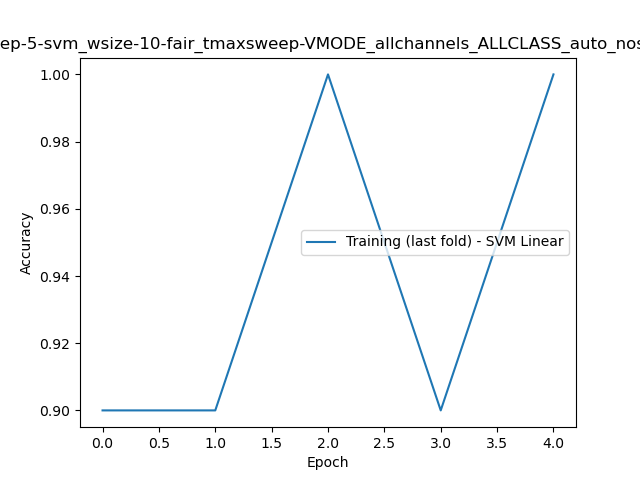 ep-5-svm_wsize-10-fair_tmaxsweep-VMODE_allchannels_ALLCLASS_auto_nos
1.00
0.98
0.96
0.94
0.92
0.90
Accuracy
Training (last fold) - SVM Linear
0.0 0.5 1.0 1.5 2.0 2.5 3.0 3.5 4.0
Epoch